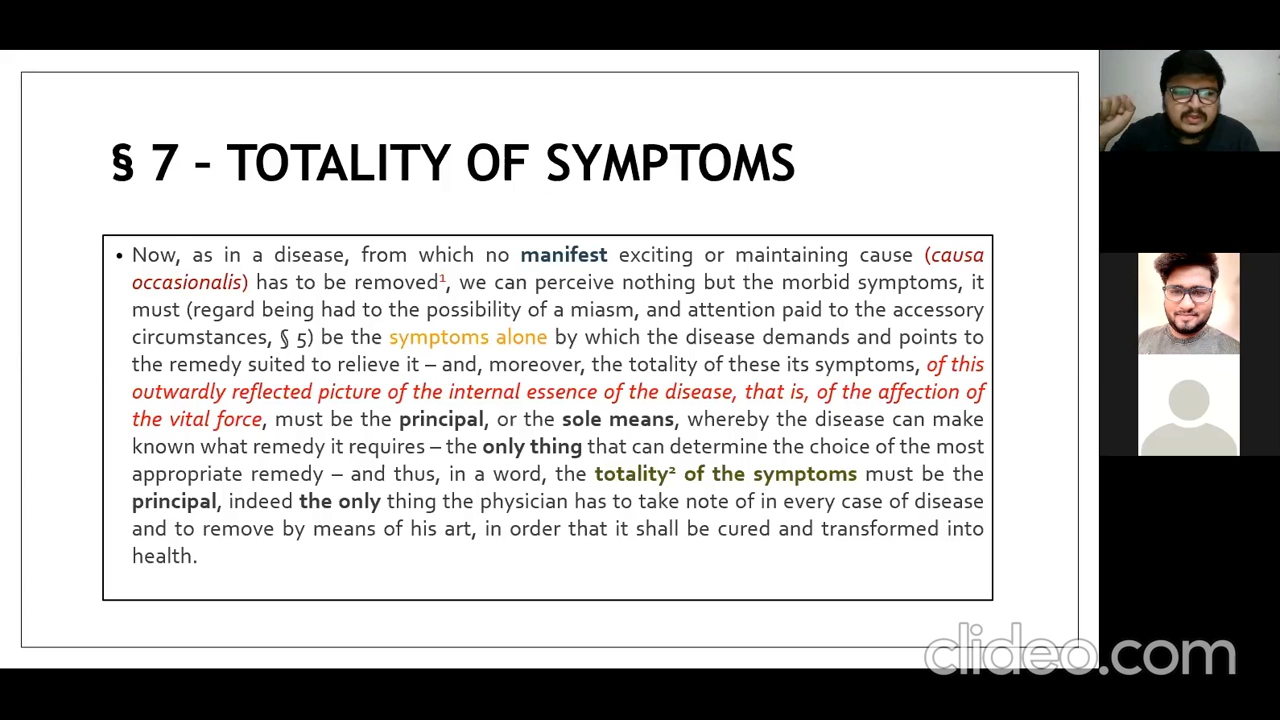 § 7 – TOTALITY OF SYMPTOMS
• Now, as in a disease, from which no manifest exciting or maintaining cause (causa
occasionalis) has to be removed¹, we can perceive nothing but the morbid symptoms, it
must (regard being had to the possibility of a miasm, and attention paid to the accessory
circumstances, § 5) be the symptoms alone by which the disease demands and points to
the remedy suited to relieve it – and, moreover, the totality of these its symptoms, of this
outwardly reflected picture of the internal essence of the disease, that is, of the affection of
the vital force, must be the principal, or the sole means, whereby the disease can make
known what remedy it requires – the only thing that can determine the choice of the most
appropriate remedy – and thus, in a word, the totality² of the symptoms must be the
principal, indeed the only thing the physician has to take note of in every case of disease
and to remove by means of his art, in order that it shall be cured and transformed into
health.
clideo.com